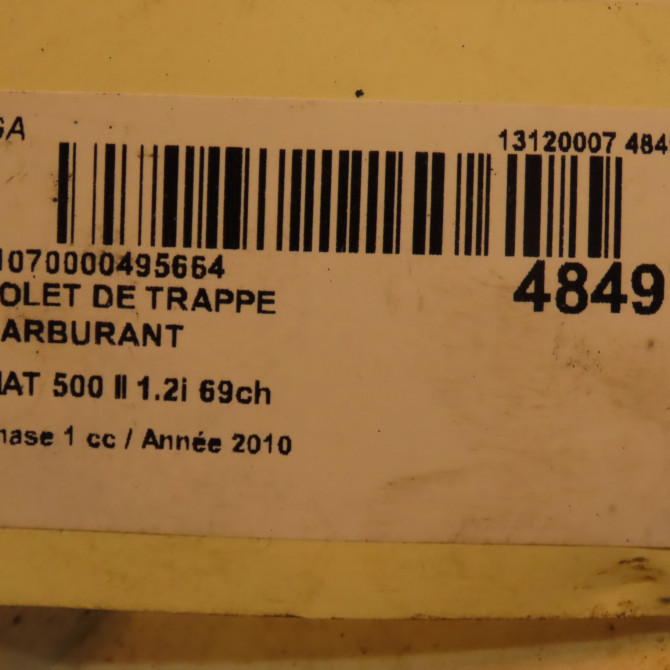 GA
13120007 484
1070000495664
4849
OLET DE TRAPPE
ARBURANT
IAT 500 II 1.2i 69ch
hase 1 cc / Année 2010